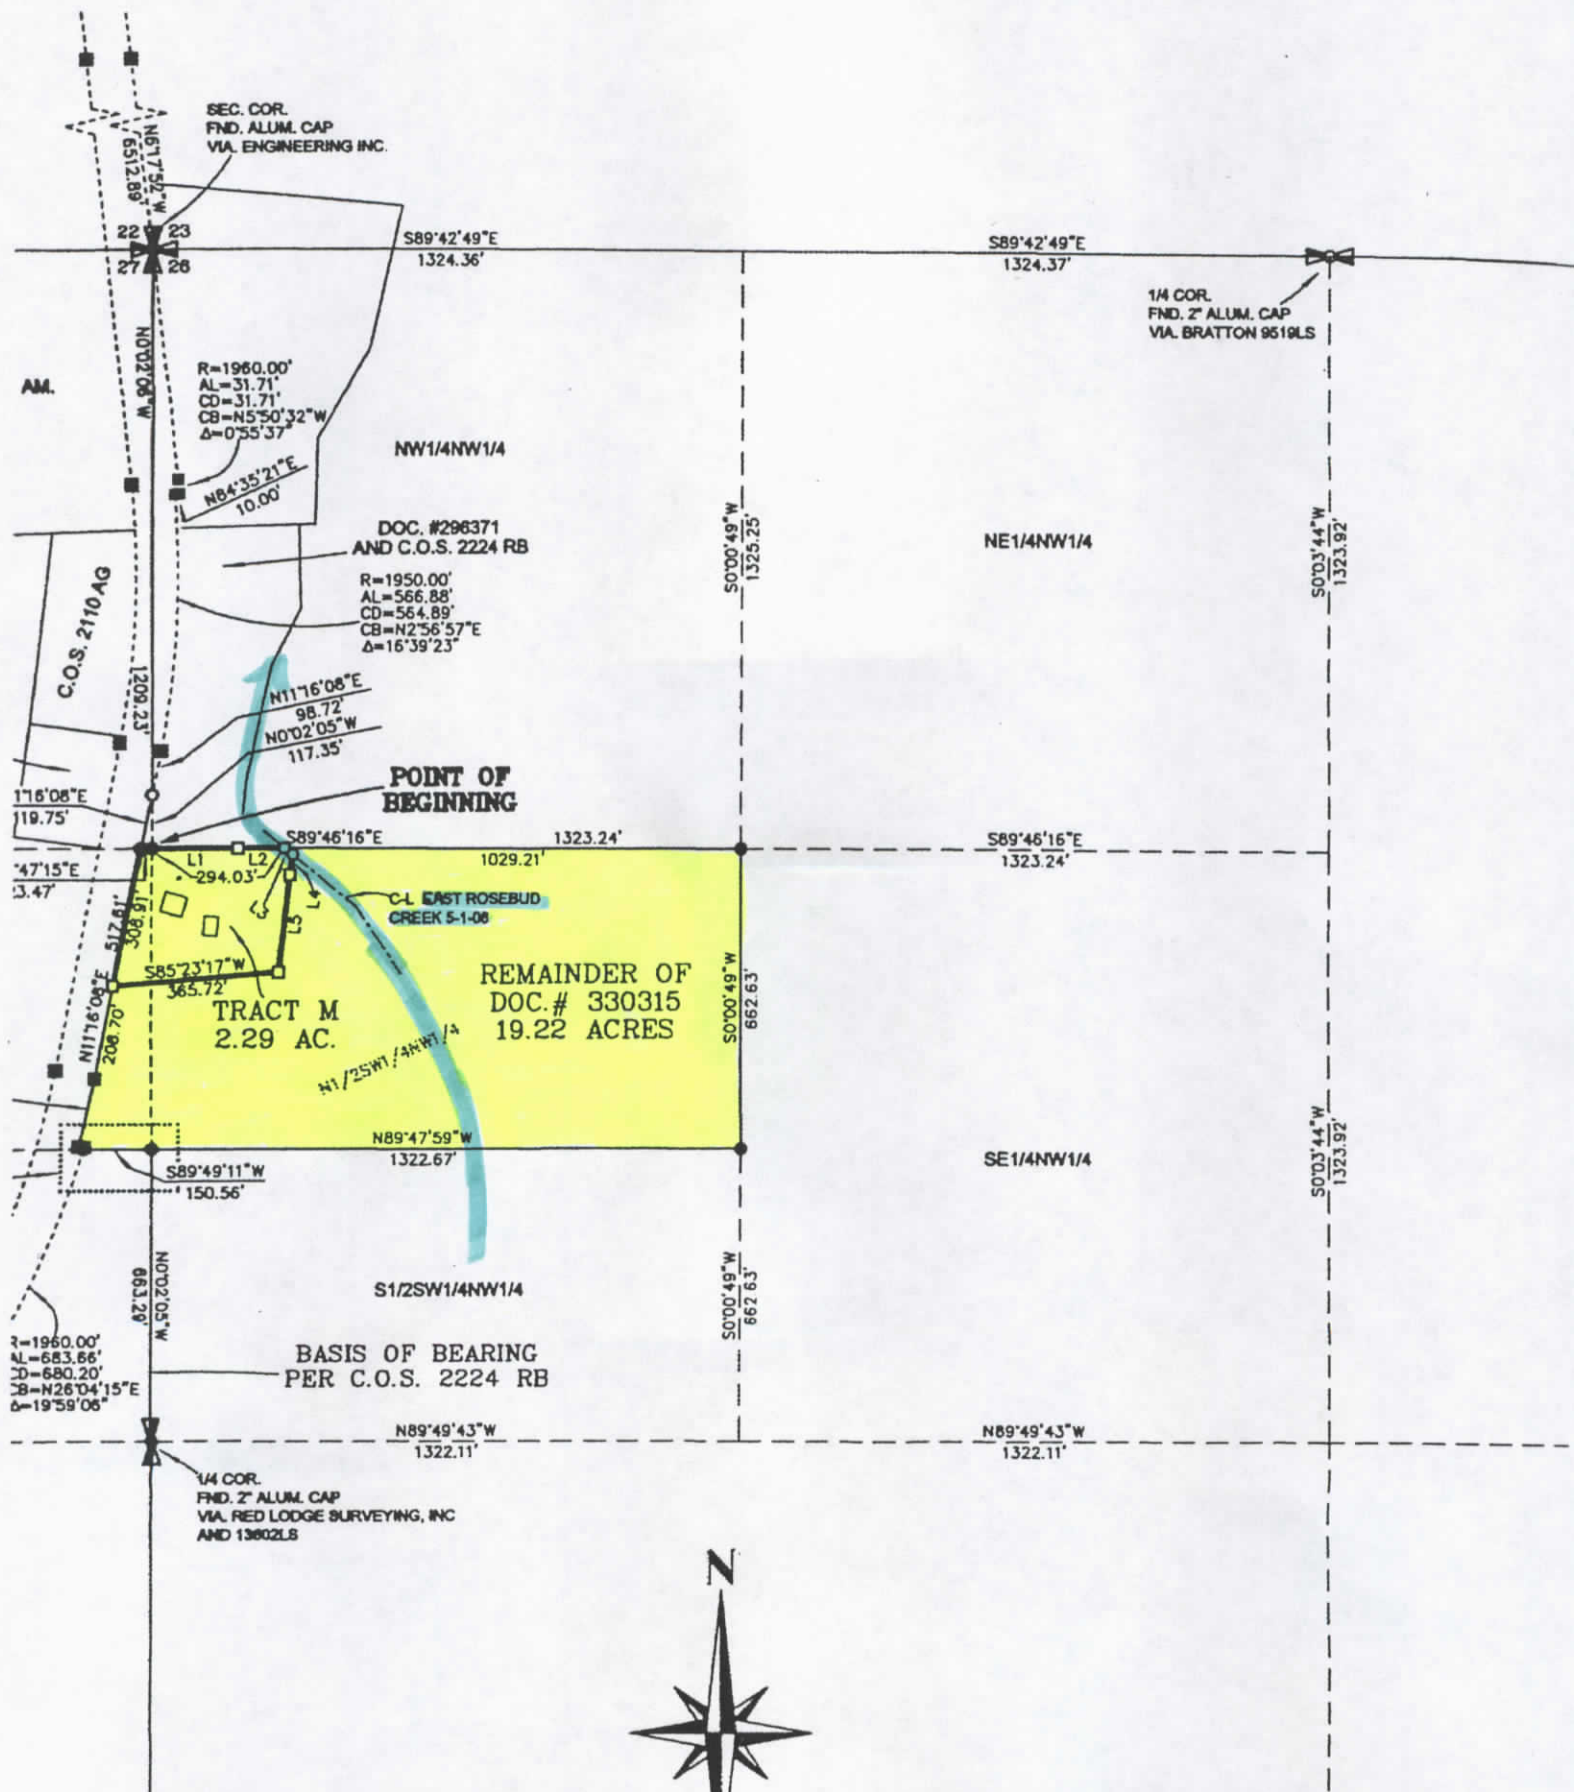 SEC. COR.
FND. ALUM. CAP
VIA. ENGINEERING INC.
N6°17'52"W
6512.89'
22 23
27 26
S89°42'49"E
1324.36'
S89°42'49"E
1324.37'
1/4 COR.
FND. 2" ALUM. CAP
VIA. BRATTON 9519LS
N0°02'06"W
1209.23'
AM.
R=1960.00'
AL=31.71'
CD=31.71'
CB=N5°50'32"W
Δ=0°55'37"
N84°35'21"E
10.00'
NW1/4NW1/4
DOC. #296371
AND C.O.S. 2224 RB
R=1950.00'
AL=566.88'
CD=564.89'
CB=N2°56'57"E
Δ=16°39'23"
S0°00'49"W
1325.25'
NE1/4NW1/4
S0°03'44"W
1323.92'
C.O.S. 2110 AG
N11°16'08"E
98.72'
N0°02'05"W
117.35'
POINT OF
BEGINNING
1°16'08"E
119.75'
S89°46'16"E
1323.24'
1029.21'
S89°46'16"E
1323.24'
°47'15"E
3.47'
L1
L2
294.03'
L3
L4
L5
C-L EAST ROSEBUD
CREEK 5-1-08
517.61'
308.91'
S85°23'17"W
365.72'
TRACT M
2.29 AC.
REMAINDER OF
DOC.# 330315
19.22 ACRES
N11°16'08"E
208.70'
N1/2SW1/4NW1/4
S0°00'49"W
662.63'
N89°47'59"W
1322.67'
S89°49'11"W
150.56'
SE1/4NW1/4
S0°03'44"W
1323.92'
N0°02'05"W
663.29'
S1/2SW1/4NW1/4
S0°00'49"W
662.63'
R=1960.00'
AL=683.66'
CD=680.20'
CB=N26°04'15"E
Δ=19°59'06"
BASIS OF BEARING
PER C.O.S. 2224 RB
N89°49'43"W
1322.11'
N89°49'43"W
1322.11'
1/4 COR.
FND. 2" ALUM. CAP
VIA. RED LODGE SURVEYING, INC
AND 13602LS
N